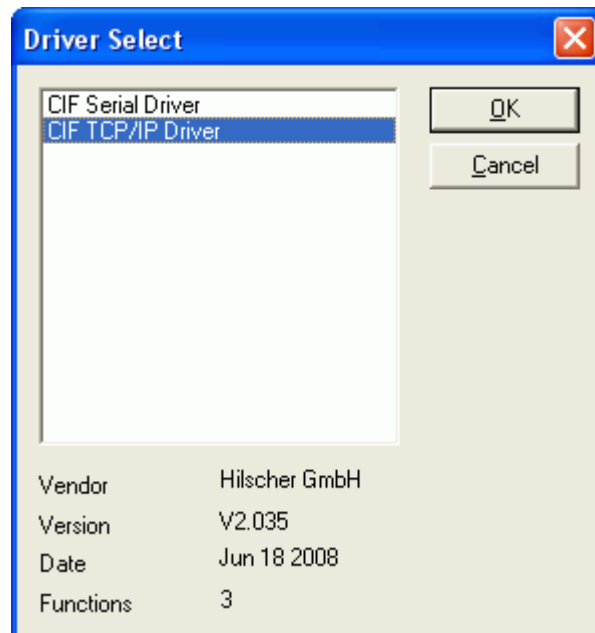 Driver Select
CIF Serial Driver
CIF TCP/IP Driver
OK
Cancel
Vendor Hilscher GmbH
Version V2.035
Date Jun 18 2008
Functions 3